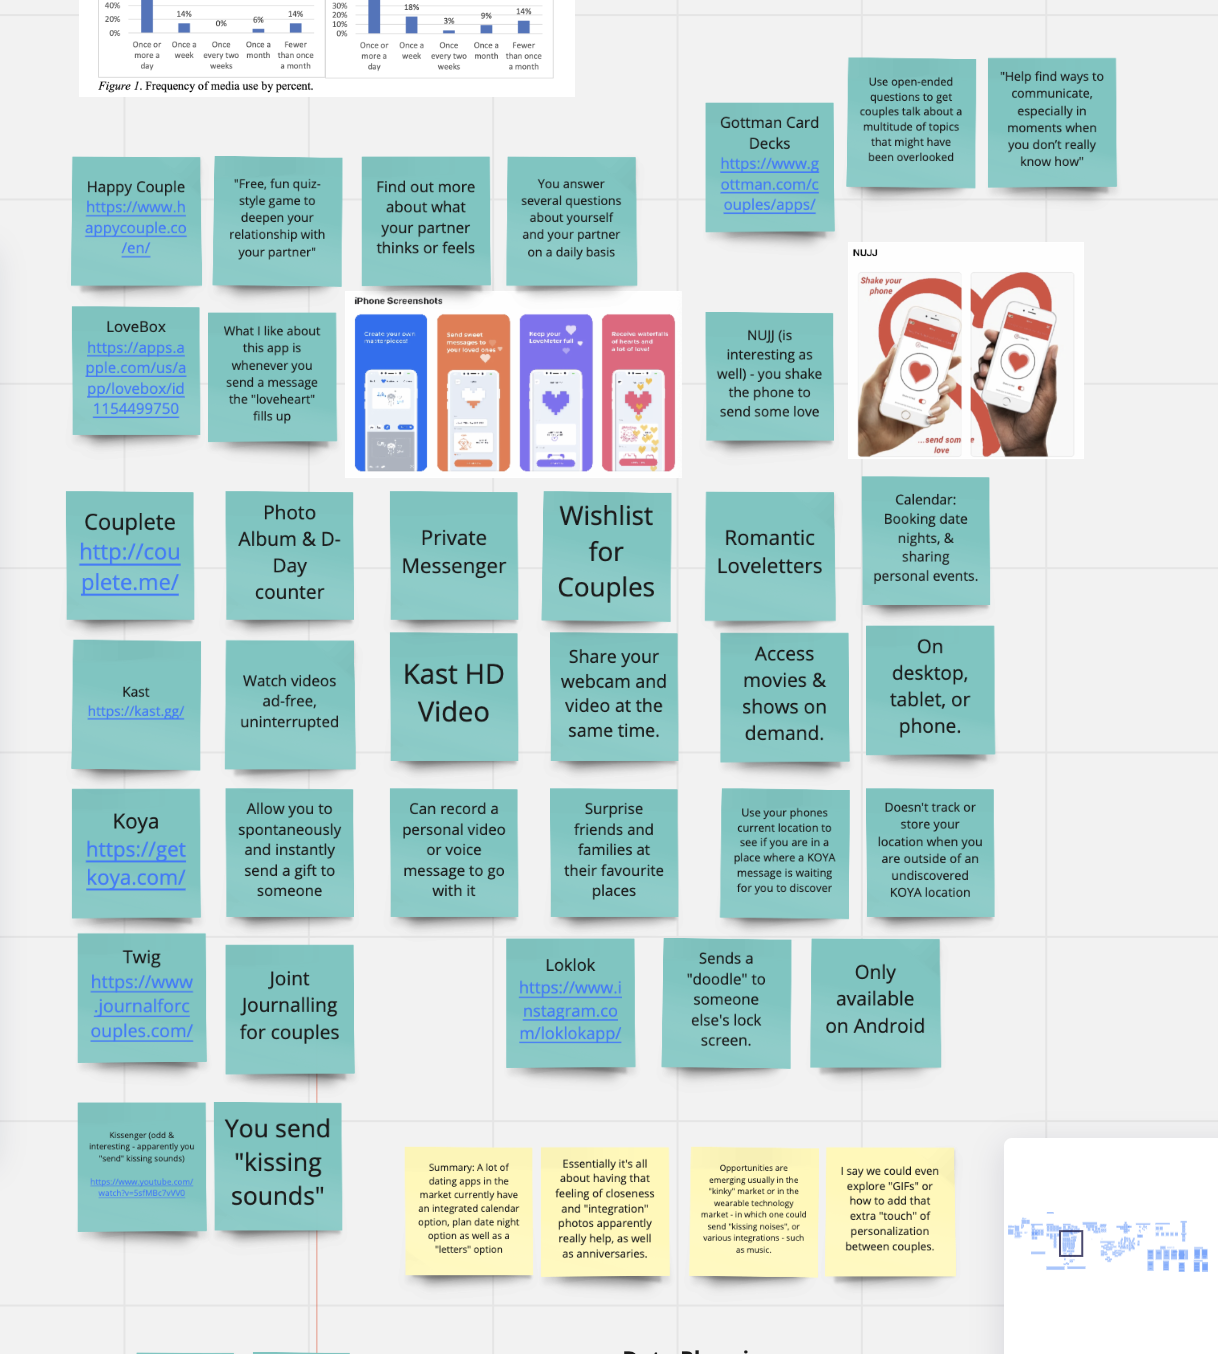 40%
20%
0%
14%
0%
6%
14%
Once or
more a
day
Once a
week
Once
every two
weeks
Once a
month
Fewer
than once
a month
30%
20%
10%
0%
18%
3%
9%
14%
Once or
more a
day
Once a
week
Once
every two
weeks
Once a
month
Fewer
than once
a month
Figure 1. Frequency of media use by percent.
Gottman Card
Decks
https://www.g
ottman.com/c
ouples/apps/
Use open-ended
questions to get
couples talk about a
multitude of topics
that might have
been overlooked
"Help find ways to
communicate,
especially in
moments when
you don't really
know how"
Happy Couple
https://www.h
appycouple.co
/en/
"Free, fun quiz-
style game to
deepen your
relationship with
your partner"
Find out more
about what
your partner
thinks or feels
You answer
several questions
about yourself
and your partner
on a daily basis
LoveBox
https://apps.a
pple.com/us/a
pp/lovebox/id
1154499750
What I like about
this app is
whenever you
send a message
the "loveheart"
fills up
iPhone Screenshots
Create your own
masterpieces!
Send sweet
messages to
your loved ones
Keep your
LoveMeter full
Receive waterfalls
of hearts and
a lot of love!
NUJJ (is
interesting as
well) - you shake
the phone to
send some love
NUJJ
Shake your
phone
...send some
love
Couplete
http://cou
plete.me/
Photo
Album & D-
Day
counter
Private
Messenger
Wishlist
for
Couples
Romantic
Loveletters
Calendar:
Booking date
nights, &
sharing
personal events.
Kast
https://kast.gg/
Watch videos
ad-free,
uninterrupted
Kast HD
Video
Share your
webcam and
video at the
same time.
Access
movies &
shows on
demand.
On
desktop,
tablet, or
phone.
Koya
https://get
koya.com/
Allow you to
spontaneously
and instantly
send a gift to
someone
Can record a
personal video
or voice
message to go
with it
Surprise
friends and
families at
their favourite
places
Use your phones
current location to
see if you are in a
place where a KOYA
message is waiting
for you to discover
Doesn't track or
store your
location when you
are outside of an
undiscovered
KOYA location
Twig
https://www
.journalforc
ouples.com/
Joint
Journalling
for couples
Loklok
https://www.i
nstagram.co
m/loklokapp/
Sends a
"doodle" to
someone
else's lock
screen.
Only
available
on Android
Kissenger (odd &
interesting - apparently you
"send" kissing sounds)
https://www.youtube.com/
watch?v=5sfMBc7vVV0
You send
"kissing
sounds"
Summary: A lot of
dating apps in the
market currently have
an integrated calendar
option, plan date night
option as well as a
"letters" option
Essentially it's all
about having that
feeling of closeness
and "integration"
photos apparently
really help, as well
as anniversaries.
Opportunities are
emerging usually in the
"kinky" market or in the
wearable technology
market - in which one could
send "kissing noises", or
various integrations - such
as music.
I say we could even
explore "GIFs" or
how to add that
extra "touch" of
personalization
between couples.